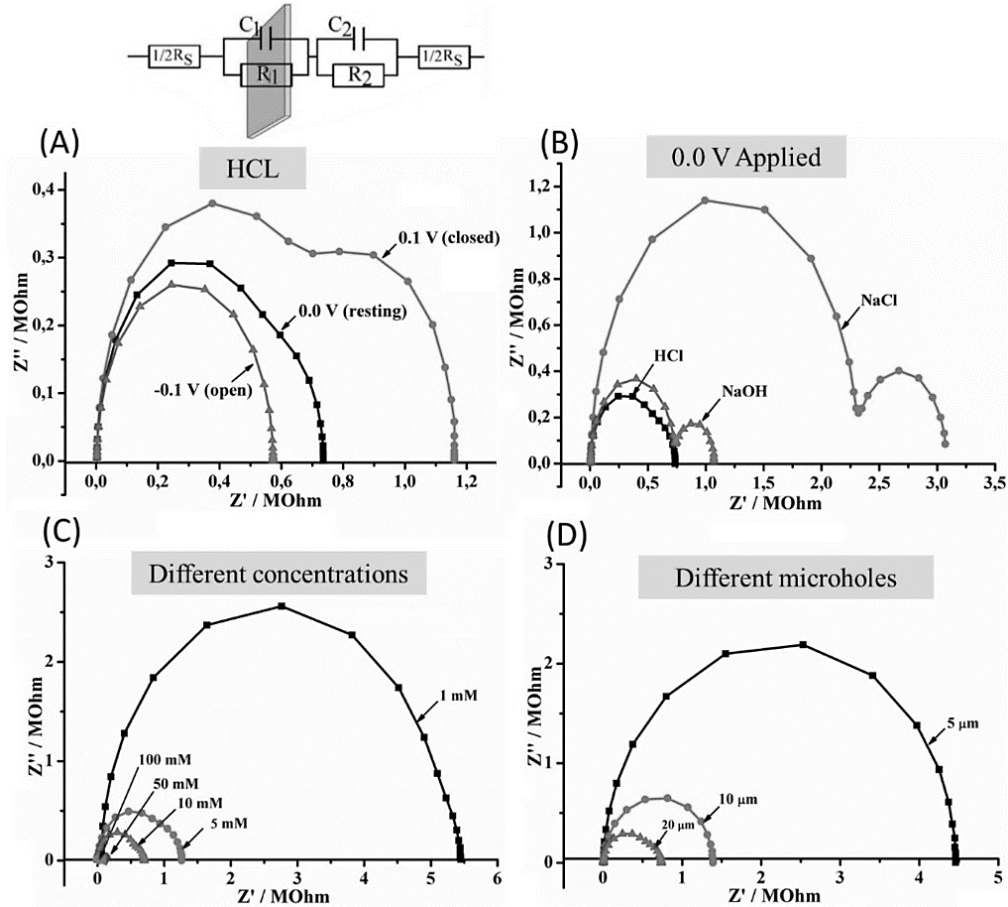 C1 C2
1/2RS R1 R2 1/2RS
(A)
HCL
Z'' / MOhm
0,4
0,3
0,2
0,1
0,0
0.1 V (closed)
0.0 V (resting)
-0.1 V (open)
0,0 0,2 0,4 0,6 0,8 1,0 1,2
Z' / MOhm
(B)
0.0 V Applied
Z'' / MOhm
1,2
1,0
0,8
0,6
0,4
0,2
0,0
NaCl
HCl
NaOH
0,0 0,5 1,0 1,5 2,0 2,5 3,0 3,5
Z' / MOhm
(C)
Different concentrations
Z'' / MOhm
3
2
1
0
1 mM
100 mM
50 mM
10 mM
5 mM
0 1 2 3 4 5 6
Z' / MOhm
(D)
Different microholes
Z'' / MOhm
3
2
1
0
5 μm
10 μm
20 μm
0 1 2 3 4 5
Z' / MOhm